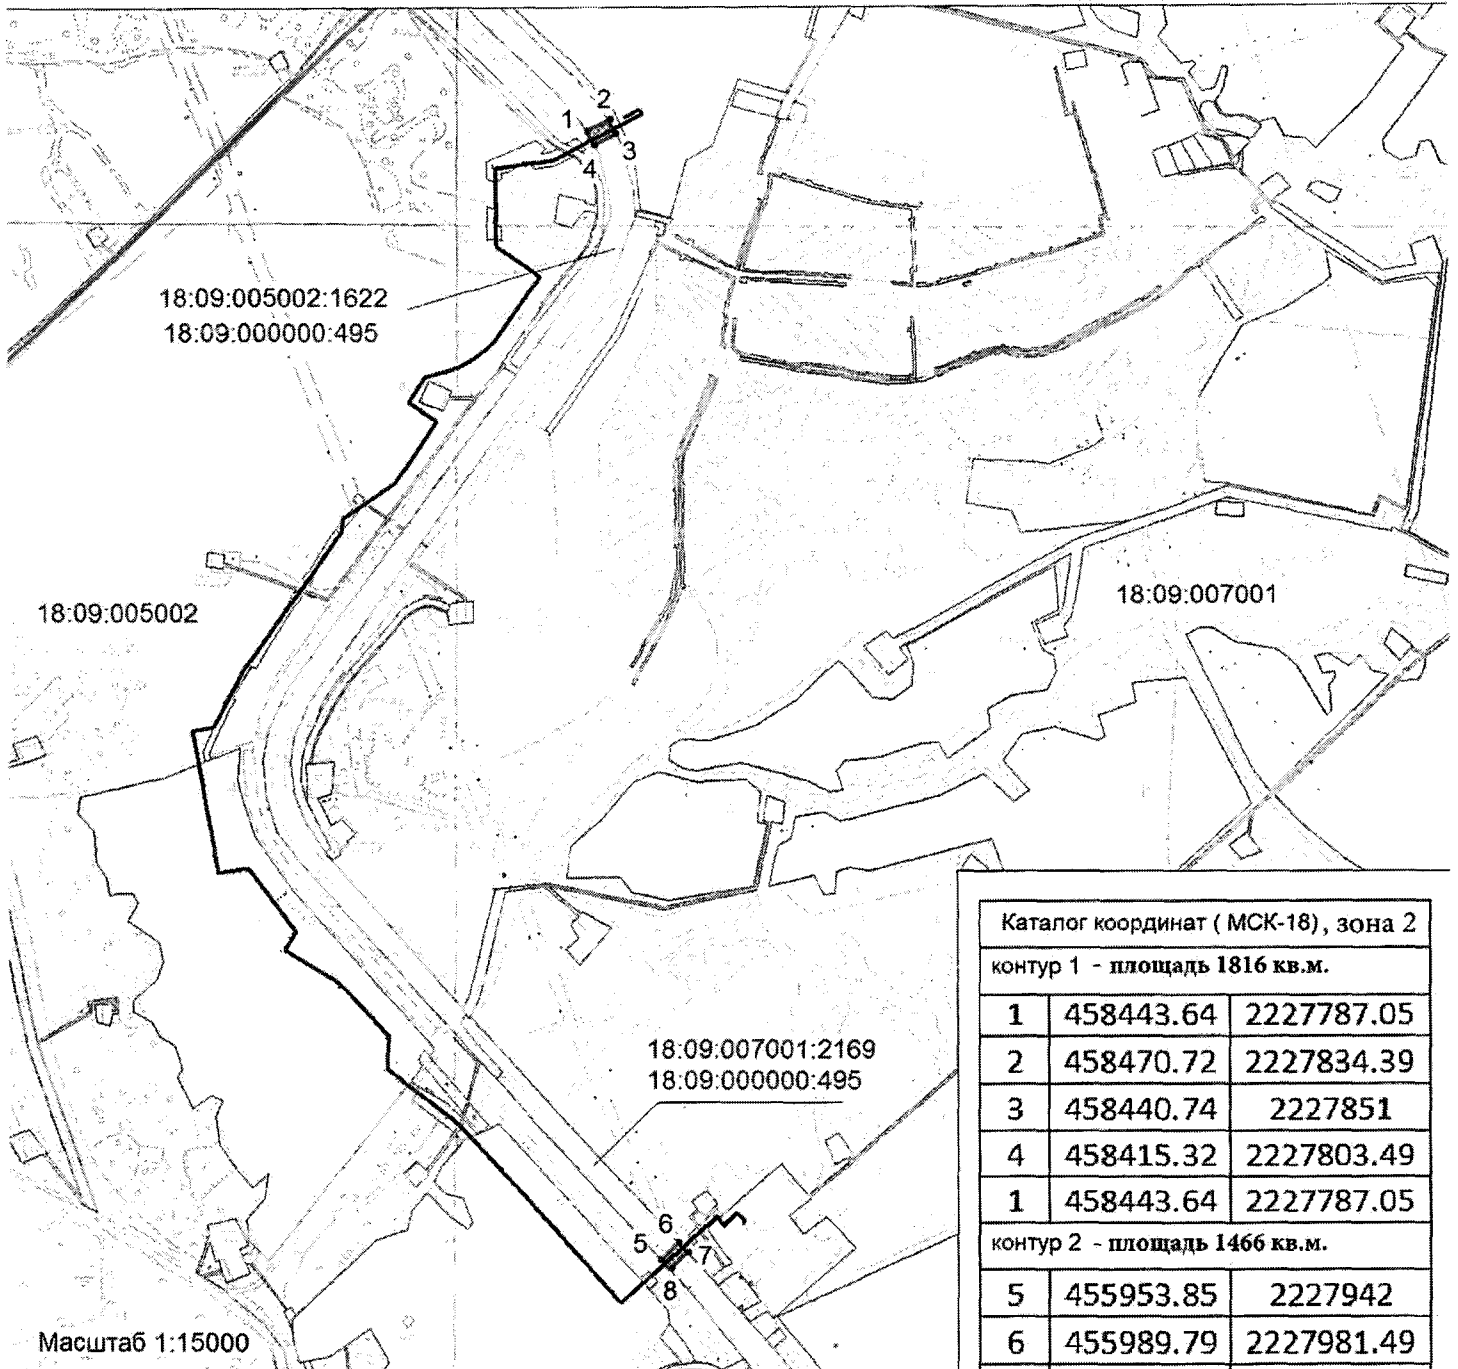 1
2
3
4
18:09:005002:1622
18:09:000000:495
18:09:005002
18:09:007001
18:09:007001:2169
18:09:000000:495
5
6
7
8
Масштаб 1:15000
Каталог координат ( МСК-18), зона 2
контур 1 - площадь 1816 кв.м.
1 458443.64 2227787.05
2 458470.72 2227834.39
3 458440.74 2227851
4 458415.32 2227803.49
1 458443.64 2227787.05
контур 2 - площадь 1466 кв.м.
5 455953.85 2227942
6 455989.79 2227981.49